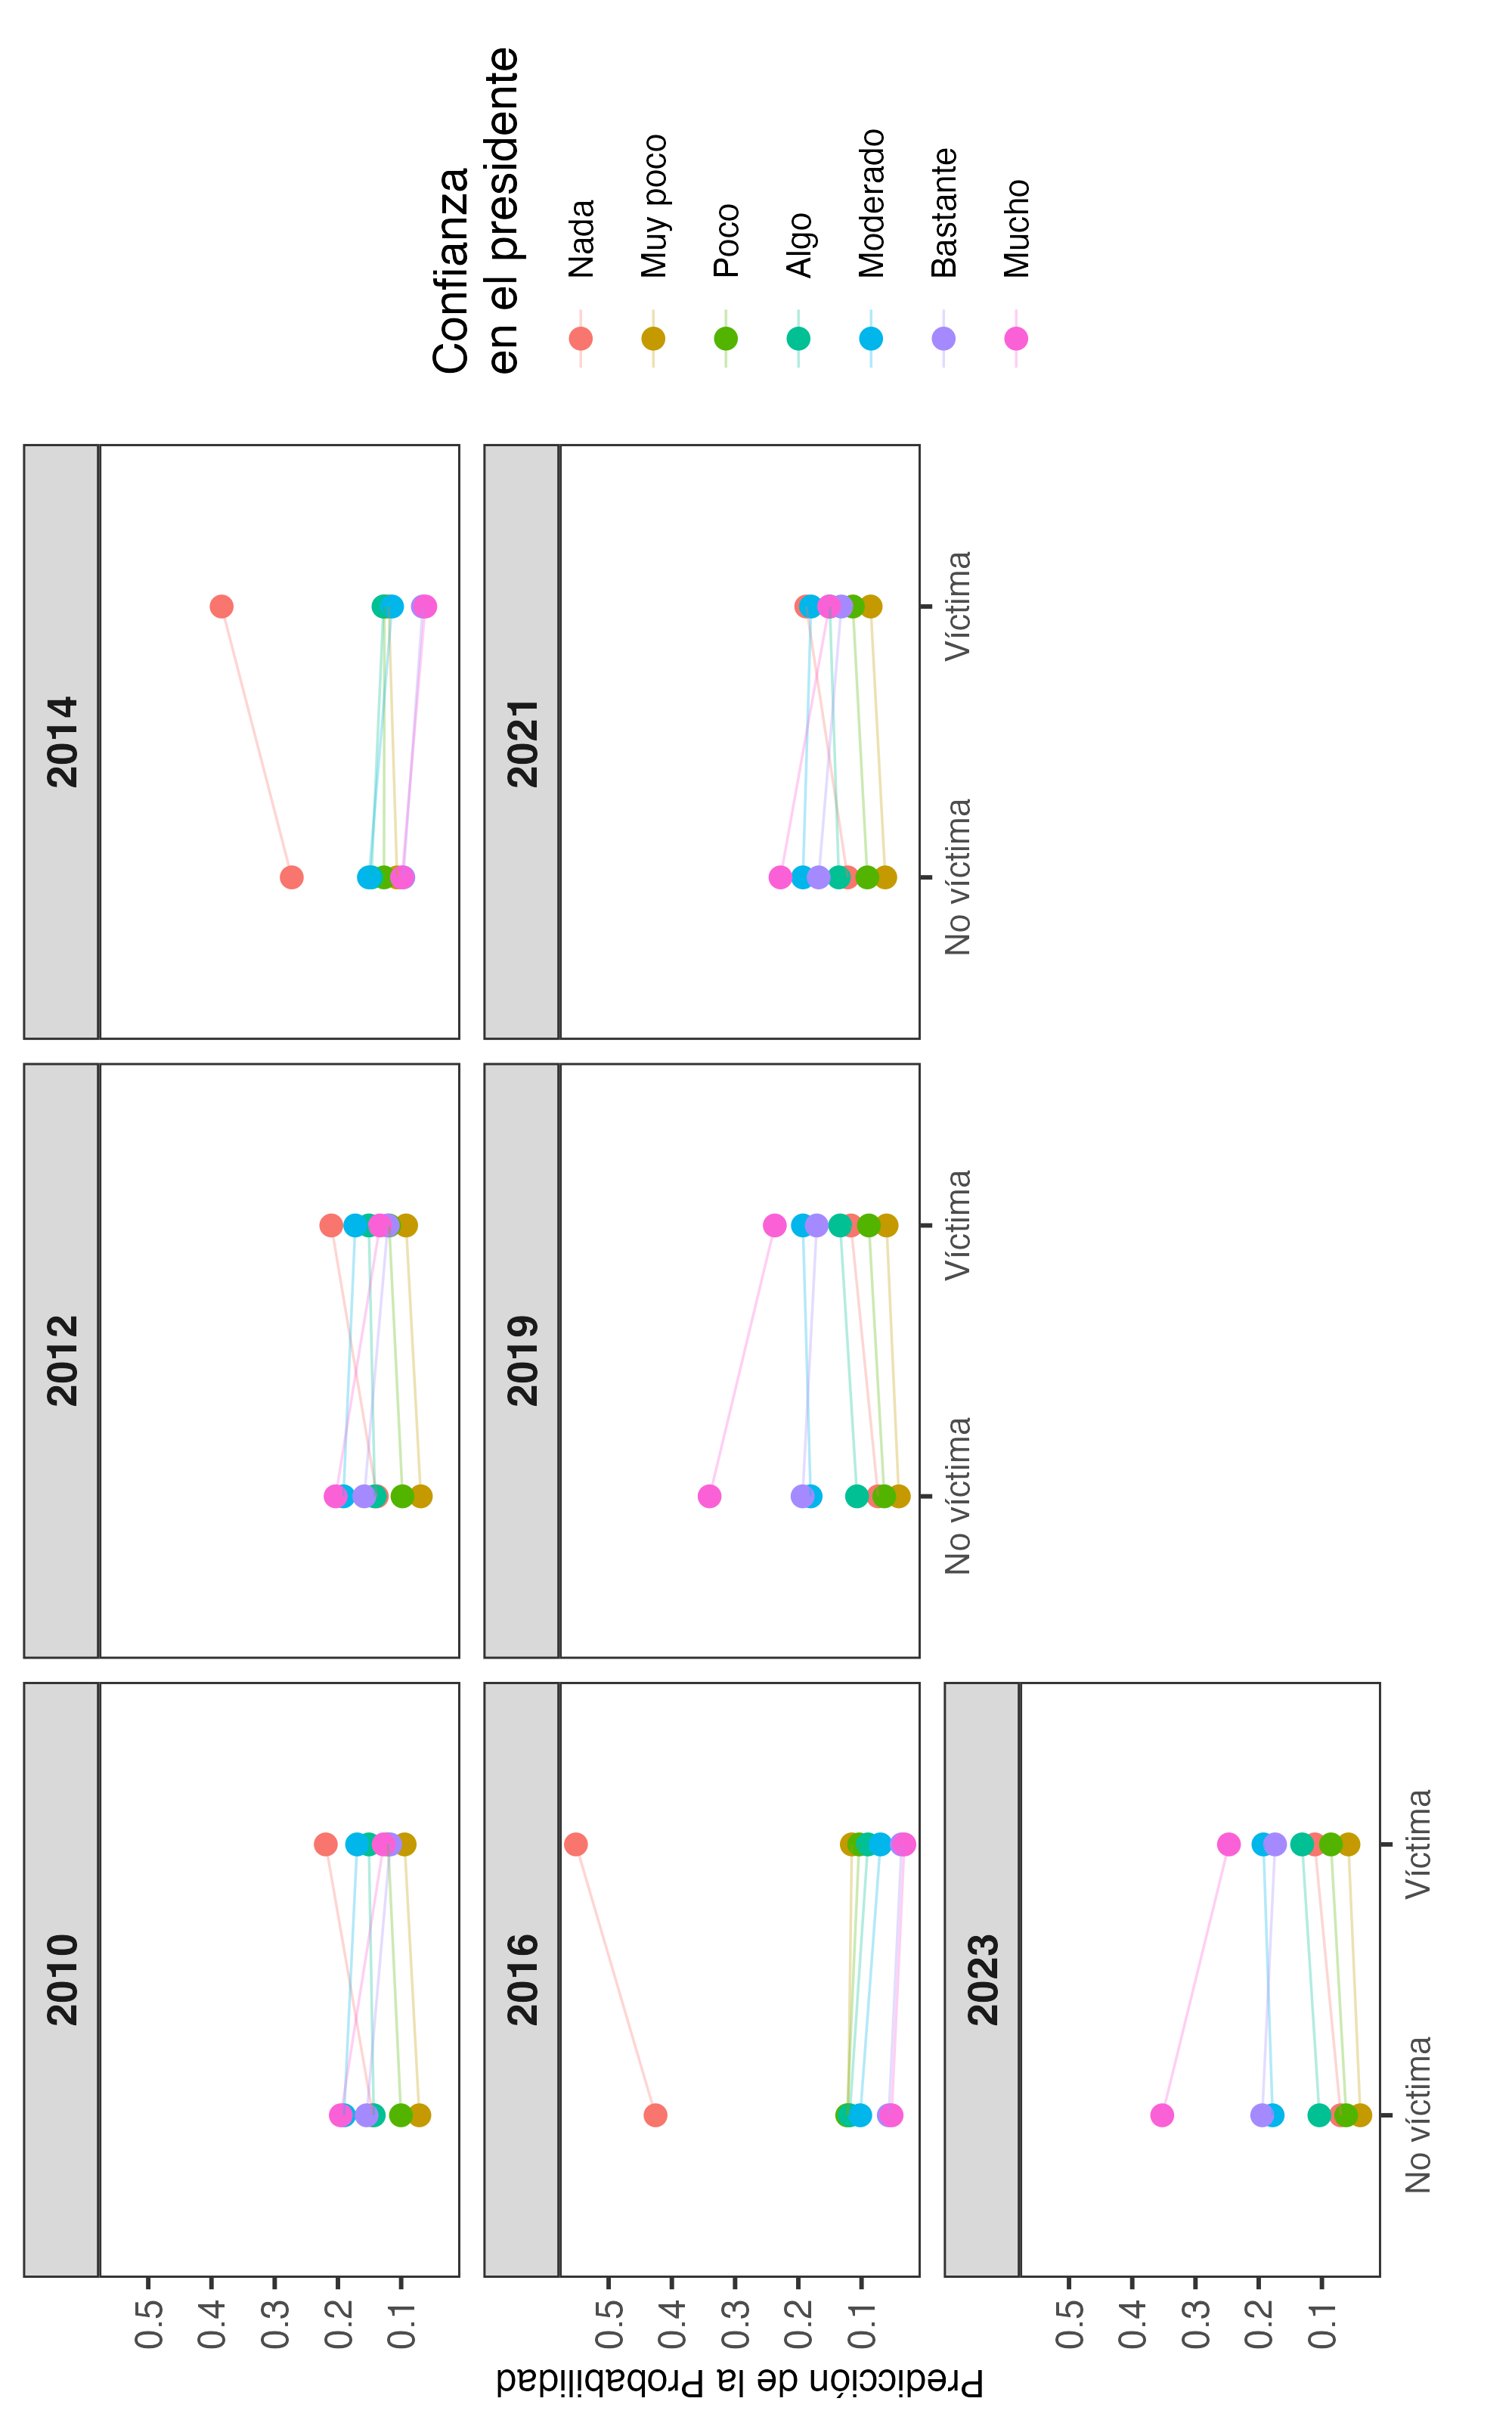 2010
2012
2014
0.5
0.4
0.3
0.2
0.1
2016
2019
2021
0.5
0.4
0.3
0.2
0.1
No víctima
Víctima
No víctima
Víctima
2023
0.5
0.4
0.3
0.2
0.1
No víctima
Víctima
Predicción de la Probabilidad
Confianza
en el presidente
Nada
Muy poco
Poco
Algo
Moderado
Bastante
Mucho